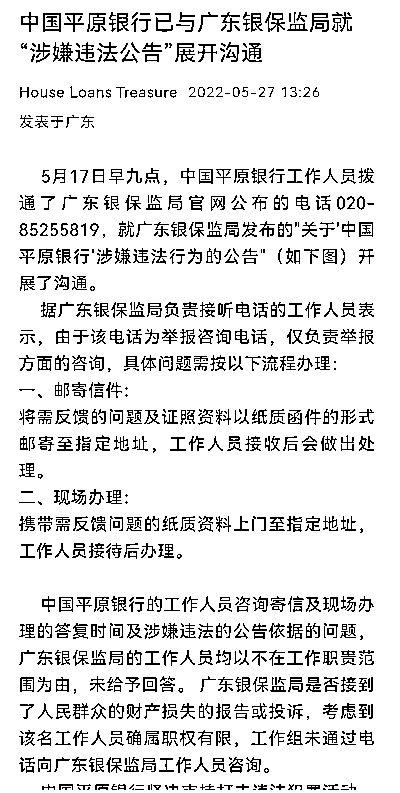 中国平原银行已与广东银保监局就
“涉嫌违法公告”展开沟通
House Loans Treasure 2022-05-27 13:26
发表于广东
5月17日早九点，中国平原银行工作人员拨
通了广东银保监局官网公布的电话020-
85255819，就广东银保监局发布的"关于'中国
平原银行'涉嫌违法行为的公告"（如下图）开
展了沟通。
据广东银保监局负责接听电话的工作人员表
示，由于该电话为举报咨询电话，仅负责举报
方面的咨询，具体问题需按以下流程办理：
一、邮寄信件：
将需反馈的问题及证照资料以纸质函件的形式
邮寄至指定地址，工作人员接收后会做出处
理。
二、现场办理：
携带需反馈问题的纸质资料上门至指定地址，
工作人员接待后办理。
中国平原银行的工作人员咨询寄信及现场办
理的答复时间及涉嫌违法的公告依据的问题，
广东银保监局的工作人员均以不在工作职责范
围为由，未给予回答。 广东银保监局是否接到
了人民群众的财产损失的报告或投诉，考虑到
该名工作人员确属职权有限，工作组未通过电
话向广东银保监局工作人员咨询。